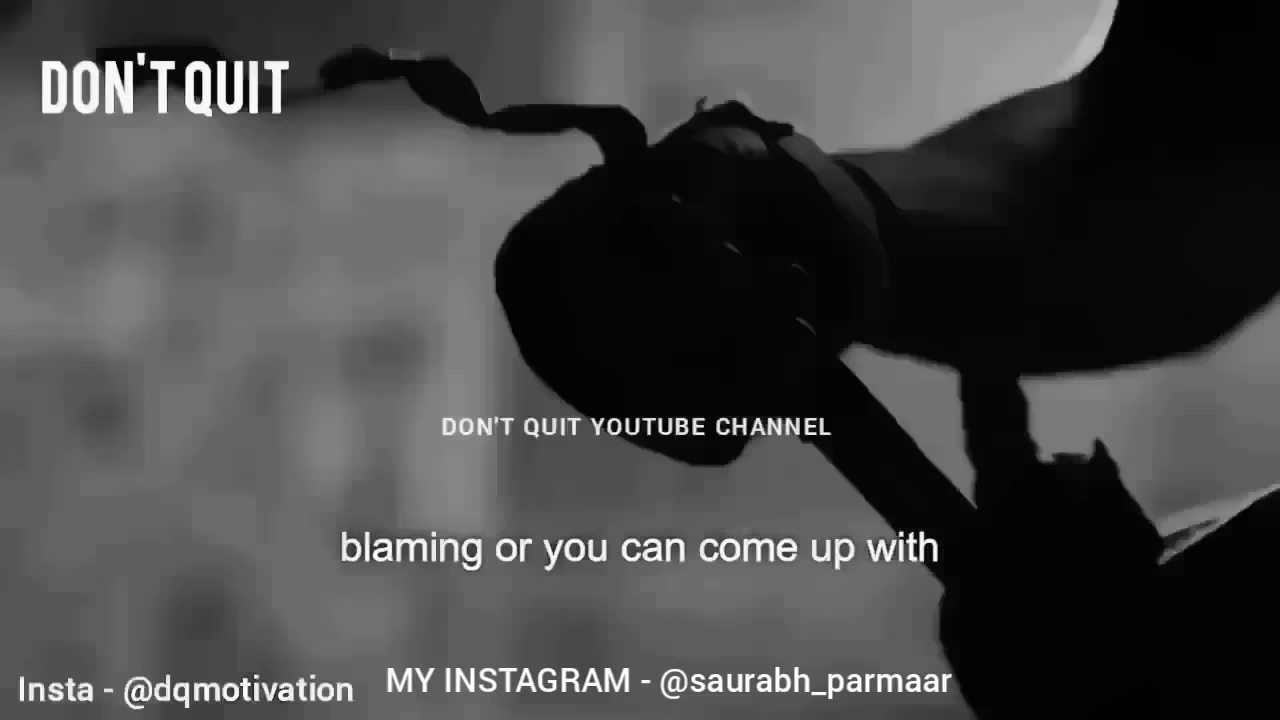 DON'T QUIT
DON'T QUIT YOUTUBE CHANNEL
blaming or you can come up with
Insta - @dqmotivation
MY INSTAGRAM - @saurabh_parmaar